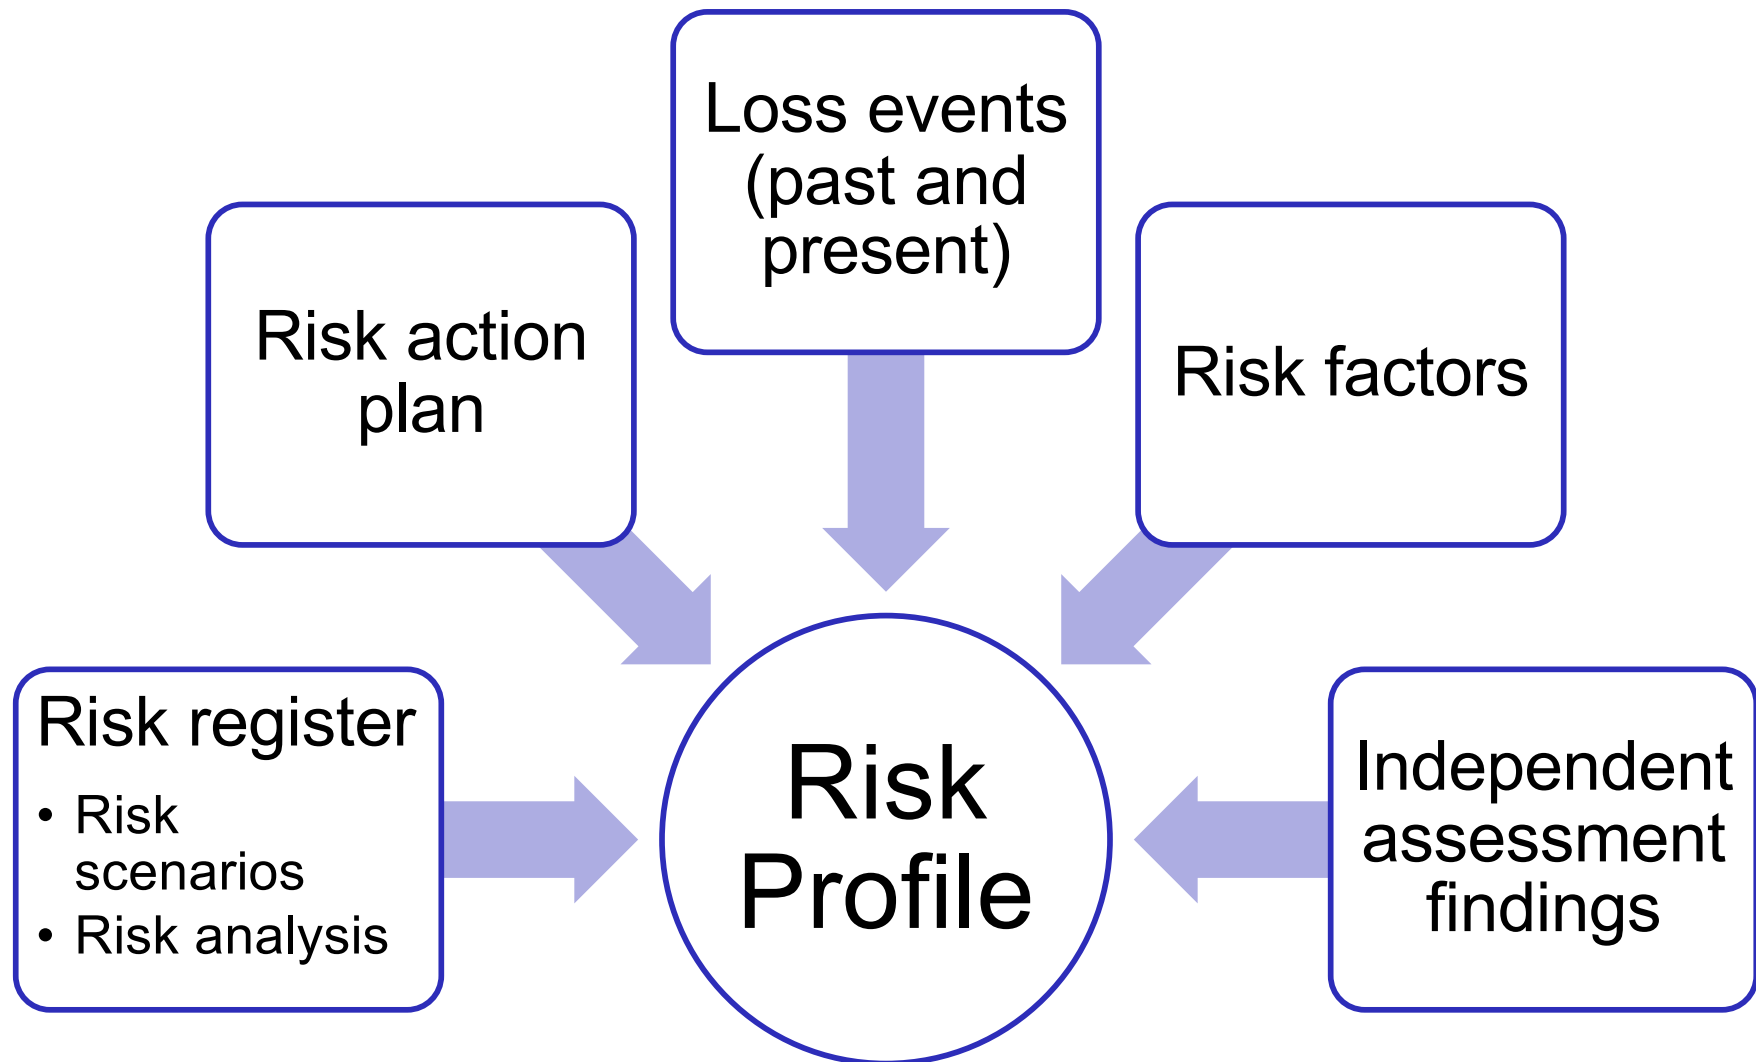 Loss events
(past and
present)
Risk action
plan
Risk factors
Risk register
• Risk
scenarios
• Risk analysis
Risk
Profile
Independent
assessment
findings